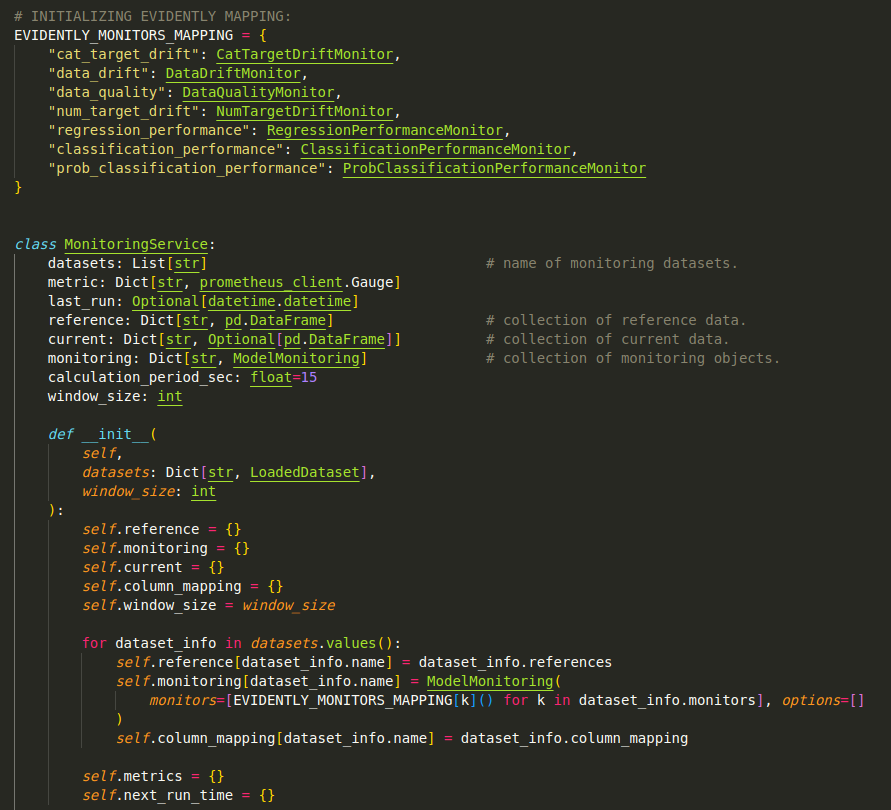 # INITIALIZING EVIDENTLY MAPPING:
EVIDENTLY_MONITORS_MAPPING = {
    "cat_target_drift": CatTargetDriftMonitor,
    "data_drift": DataDriftMonitor,
    "data_quality": DataQualityMonitor,
    "num_target_drift": NumTargetDriftMonitor,
    "regression_performance": RegressionPerformanceMonitor,
    "classification_performance": ClassificationPerformanceMonitor,
    "prob_classification_performance": ProbClassificationPerformanceMonitor
}
class MonitoringService:
    datasets: List[str]                                 # name of monitoring datasets.
    metric: Dict[str, prometheus_client.Gauge]
    last_run: Optional[datetime.datetime]
    reference: Dict[str, pd.DataFrame]                  # collection of reference data.
    current: Dict[str, Optional[pd.DataFrame]]          # collection of current data.
    monitoring: Dict[str, ModelMonitoring]              # collection of monitoring objects.
    calculation_period_sec: float=15
    window_size: int
    def __init__(
        self,
        datasets: Dict[str, LoadedDataset],
        window_size: int
    ):
        self.reference = {}
        self.monitoring = {}
        self.current = {}
        self.column_mapping = {}
        self.window_size = window_size
        for dataset_info in datasets.values():
            self.reference[dataset_info.name] = dataset_info.references
            self.monitoring[dataset_info.name] = ModelMonitoring(
                monitors=[EVIDENTLY_MONITORS_MAPPING[k]() for k in dataset_info.monitors], options=[]
            )
            self.column_mapping[dataset_info.name] = dataset_info.column_mapping
        self.metrics = {}
        self.next_run_time = {}